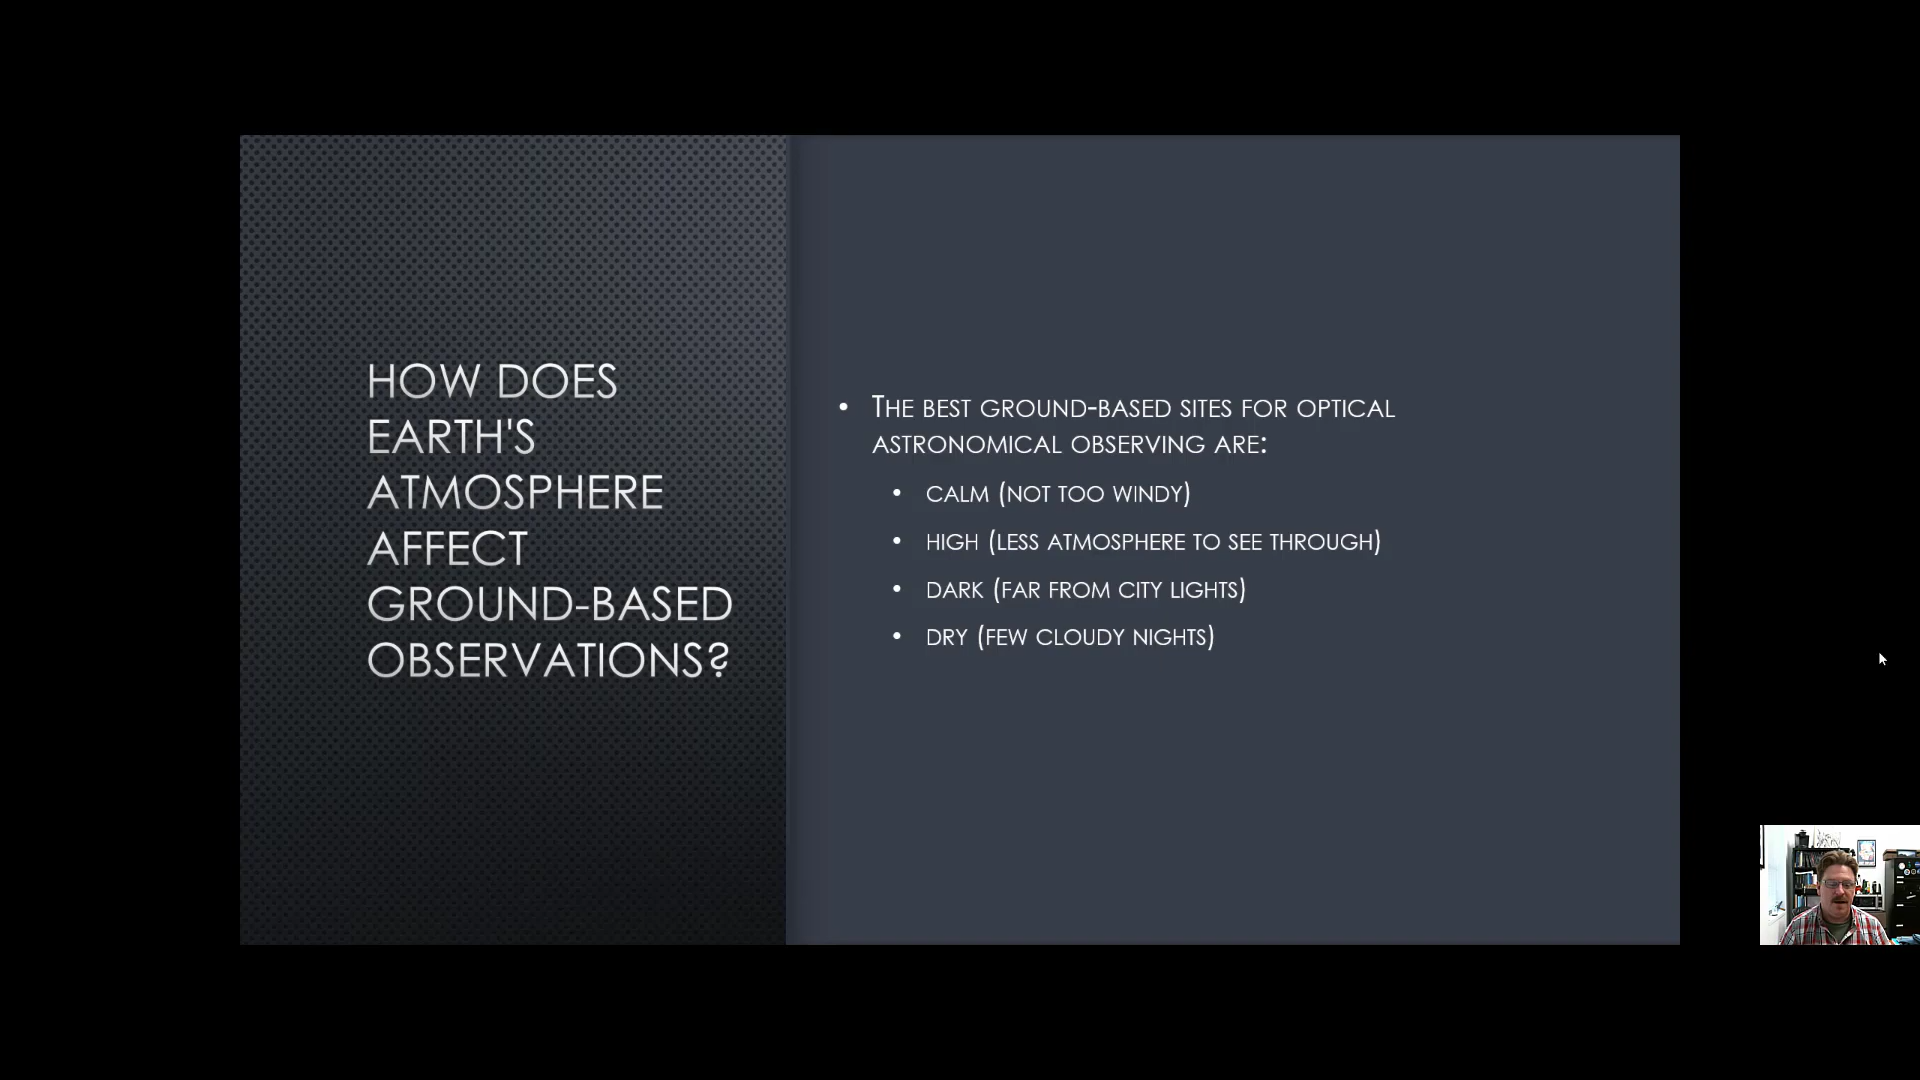 HOW DOES
EARTH'S
ATMOSPHERE
AFFECT
GROUND-BASED
OBSERVATIONS?
• THE BEST GROUND-BASED SITES FOR OPTICAL
ASTRONOMICAL OBSERVING ARE:
• CALM (NOT TOO WINDY)
• HIGH (LESS ATMOSPHERE TO SEE THROUGH)
• DARK (FAR FROM CITY LIGHTS)
• DRY (FEW CLOUDY NIGHTS)